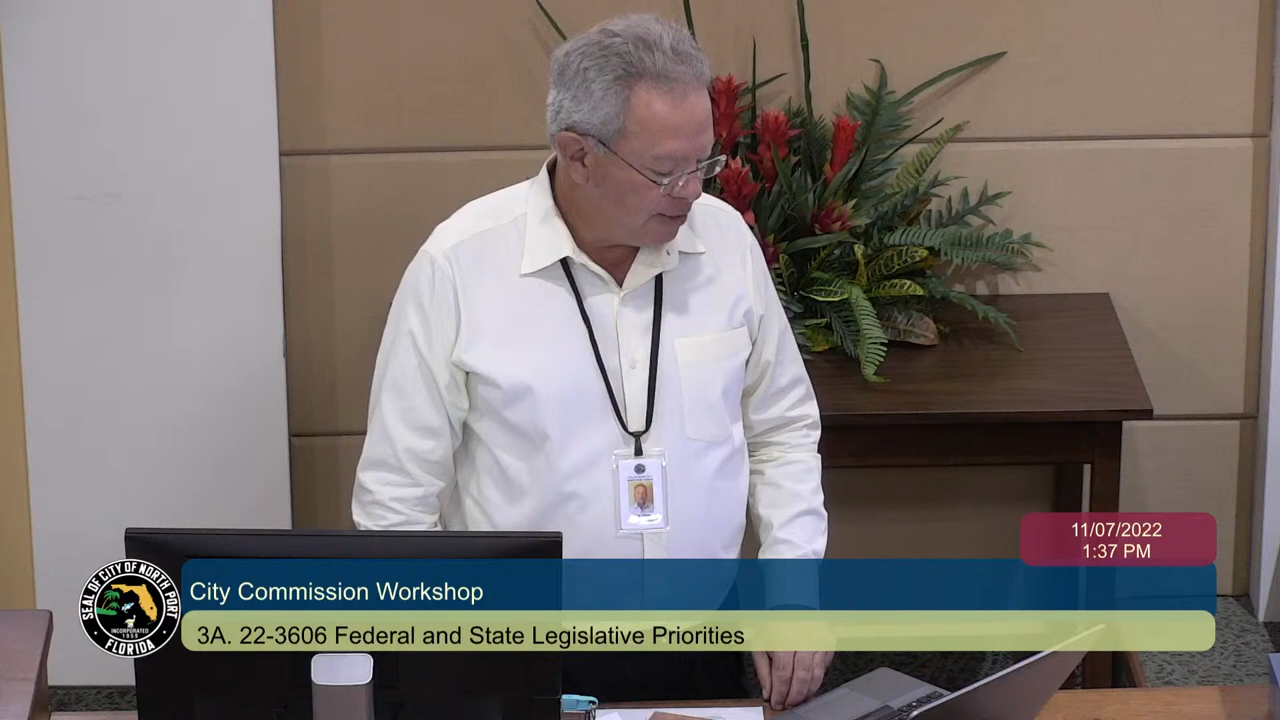 11/07/2022
1:37 PM
City Commission Workshop
3A. 22-3606 Federal and State Legislative Priorities
SEAL OF CITY OF NORTH PORT
INCORPORATED
1959
FLORIDA